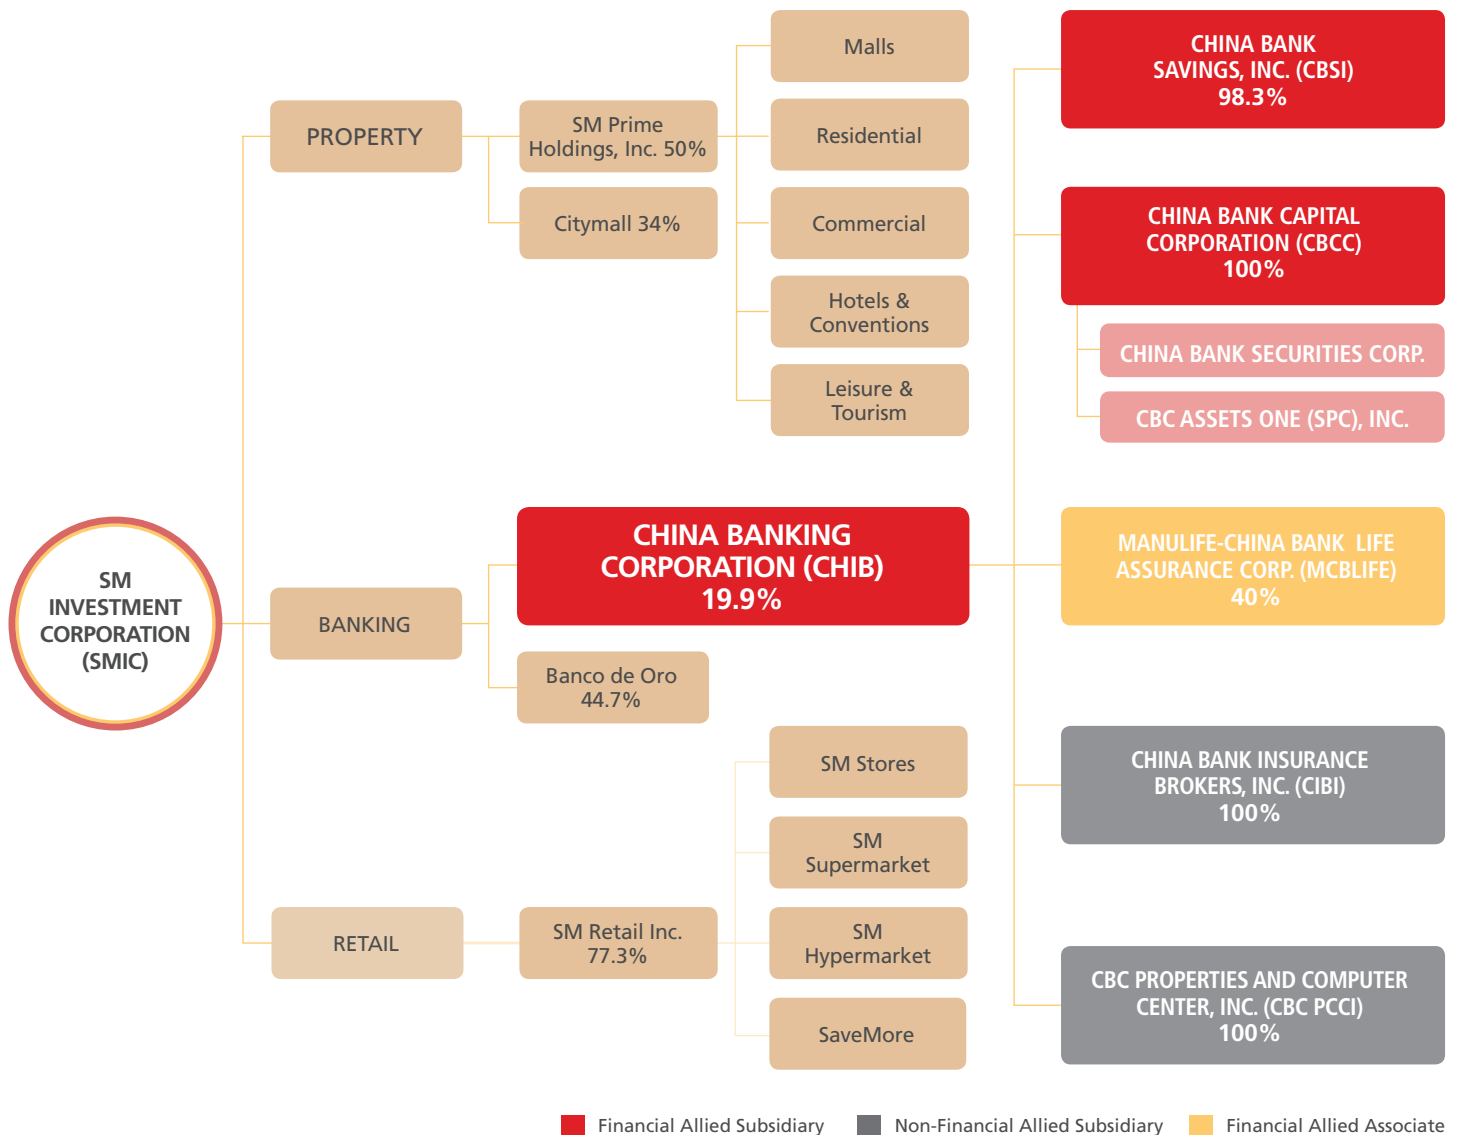 SM
INVESTMENT
CORPORATION
(SMIC)
PROPERTY
SM Prime
Holdings, Inc. 50%
Citymall 34%
Malls
Residential
Commercial
Hotels &
Conventions
Leisure &
Tourism
BANKING
CHINA BANKING
CORPORATION (CHIB)
19.9%
Banco de Oro
44.7%
RETAIL
SM Retail Inc.
77.3%
SM Stores
SM
Supermarket
SM
Hypermarket
SaveMore
CHINA BANK
SAVINGS, INC. (CBSI)
98.3%
CHINA BANK CAPITAL
CORPORATION (CBCC)
100%
CHINA BANK SECURITIES CORP.
CBC ASSETS ONE (SPC), INC.
MANULIFE-CHINA BANK LIFE
ASSURANCE CORP. (MCBLIFE)
40%
CHINA BANK INSURANCE
BROKERS, INC. (CIBI)
100%
CBC PROPERTIES AND COMPUTER
CENTER, INC. (CBC PCCI)
100%
Financial Allied Subsidiary
Non-Financial Allied Subsidiary
Financial Allied Associate